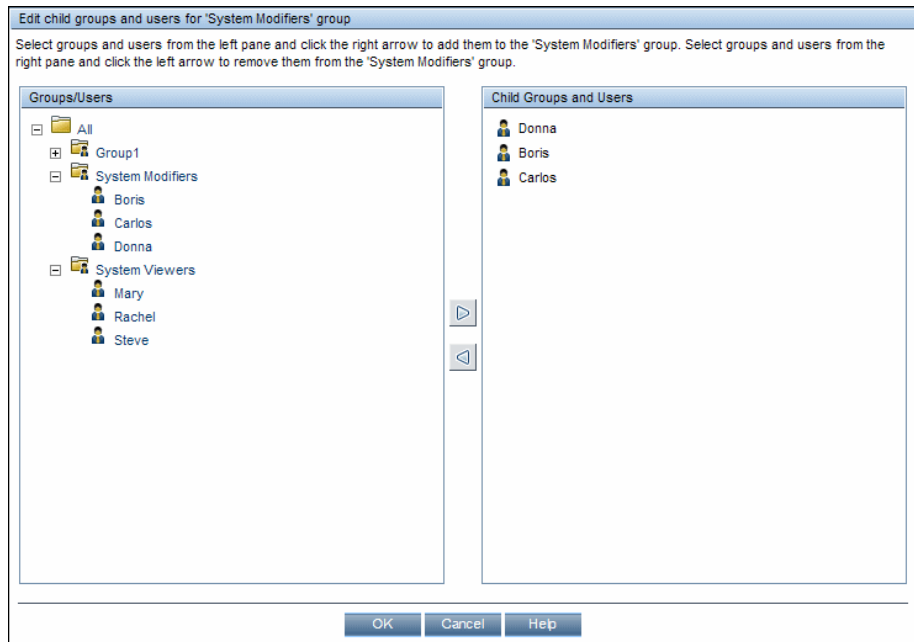 Edit child groups and users for 'System Modifiers' group
Select groups and users from the left pane and click the right arrow to add them to the 'System Modifiers' group. Select groups and users from the
right pane and click the left arrow to remove them from the 'System Modifiers' group.
Groups/Users
All
Group1
System Modifiers
Boris
Carlos
Donna
System Viewers
Mary
Rachel
Steve
Child Groups and Users
Donna
Boris
Carlos
OK
Cancel
Help